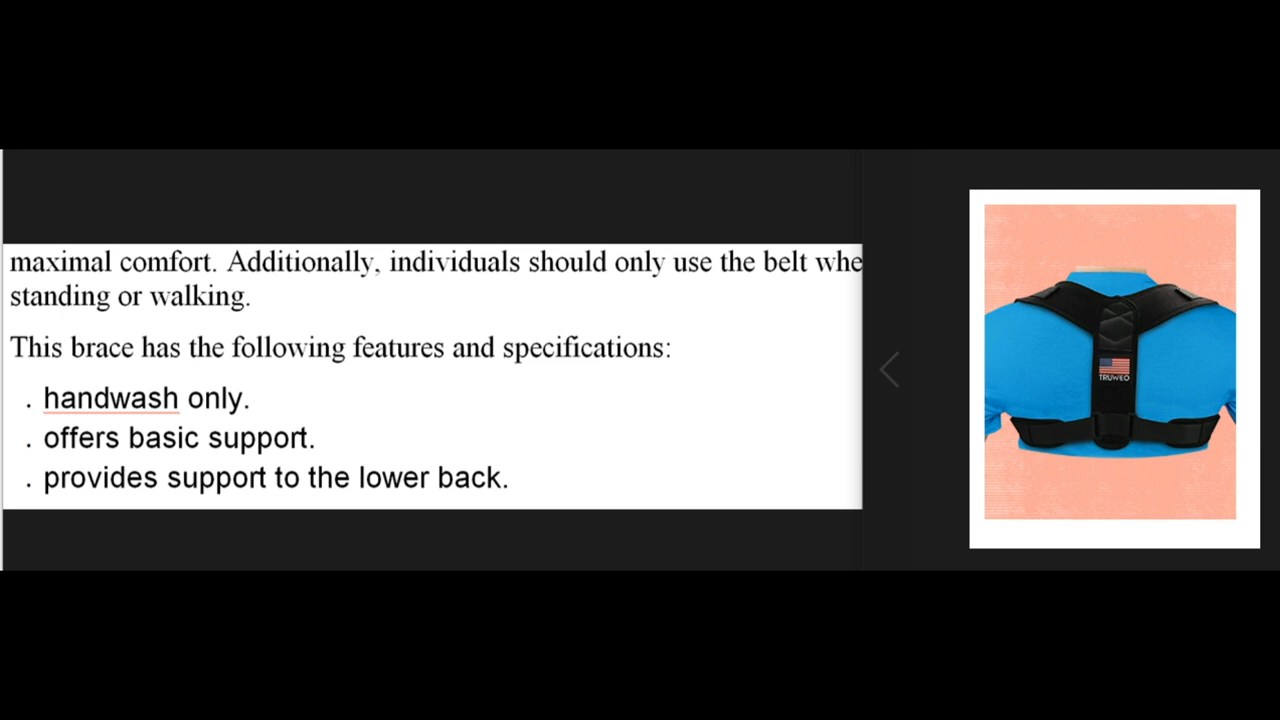 maximal comfort. Additionally, individuals should only use the belt whe
standing or walking.
This brace has the following features and specifications:
. handwash only.
. offers basic support.
. provides support to the lower back.
TRUWEO